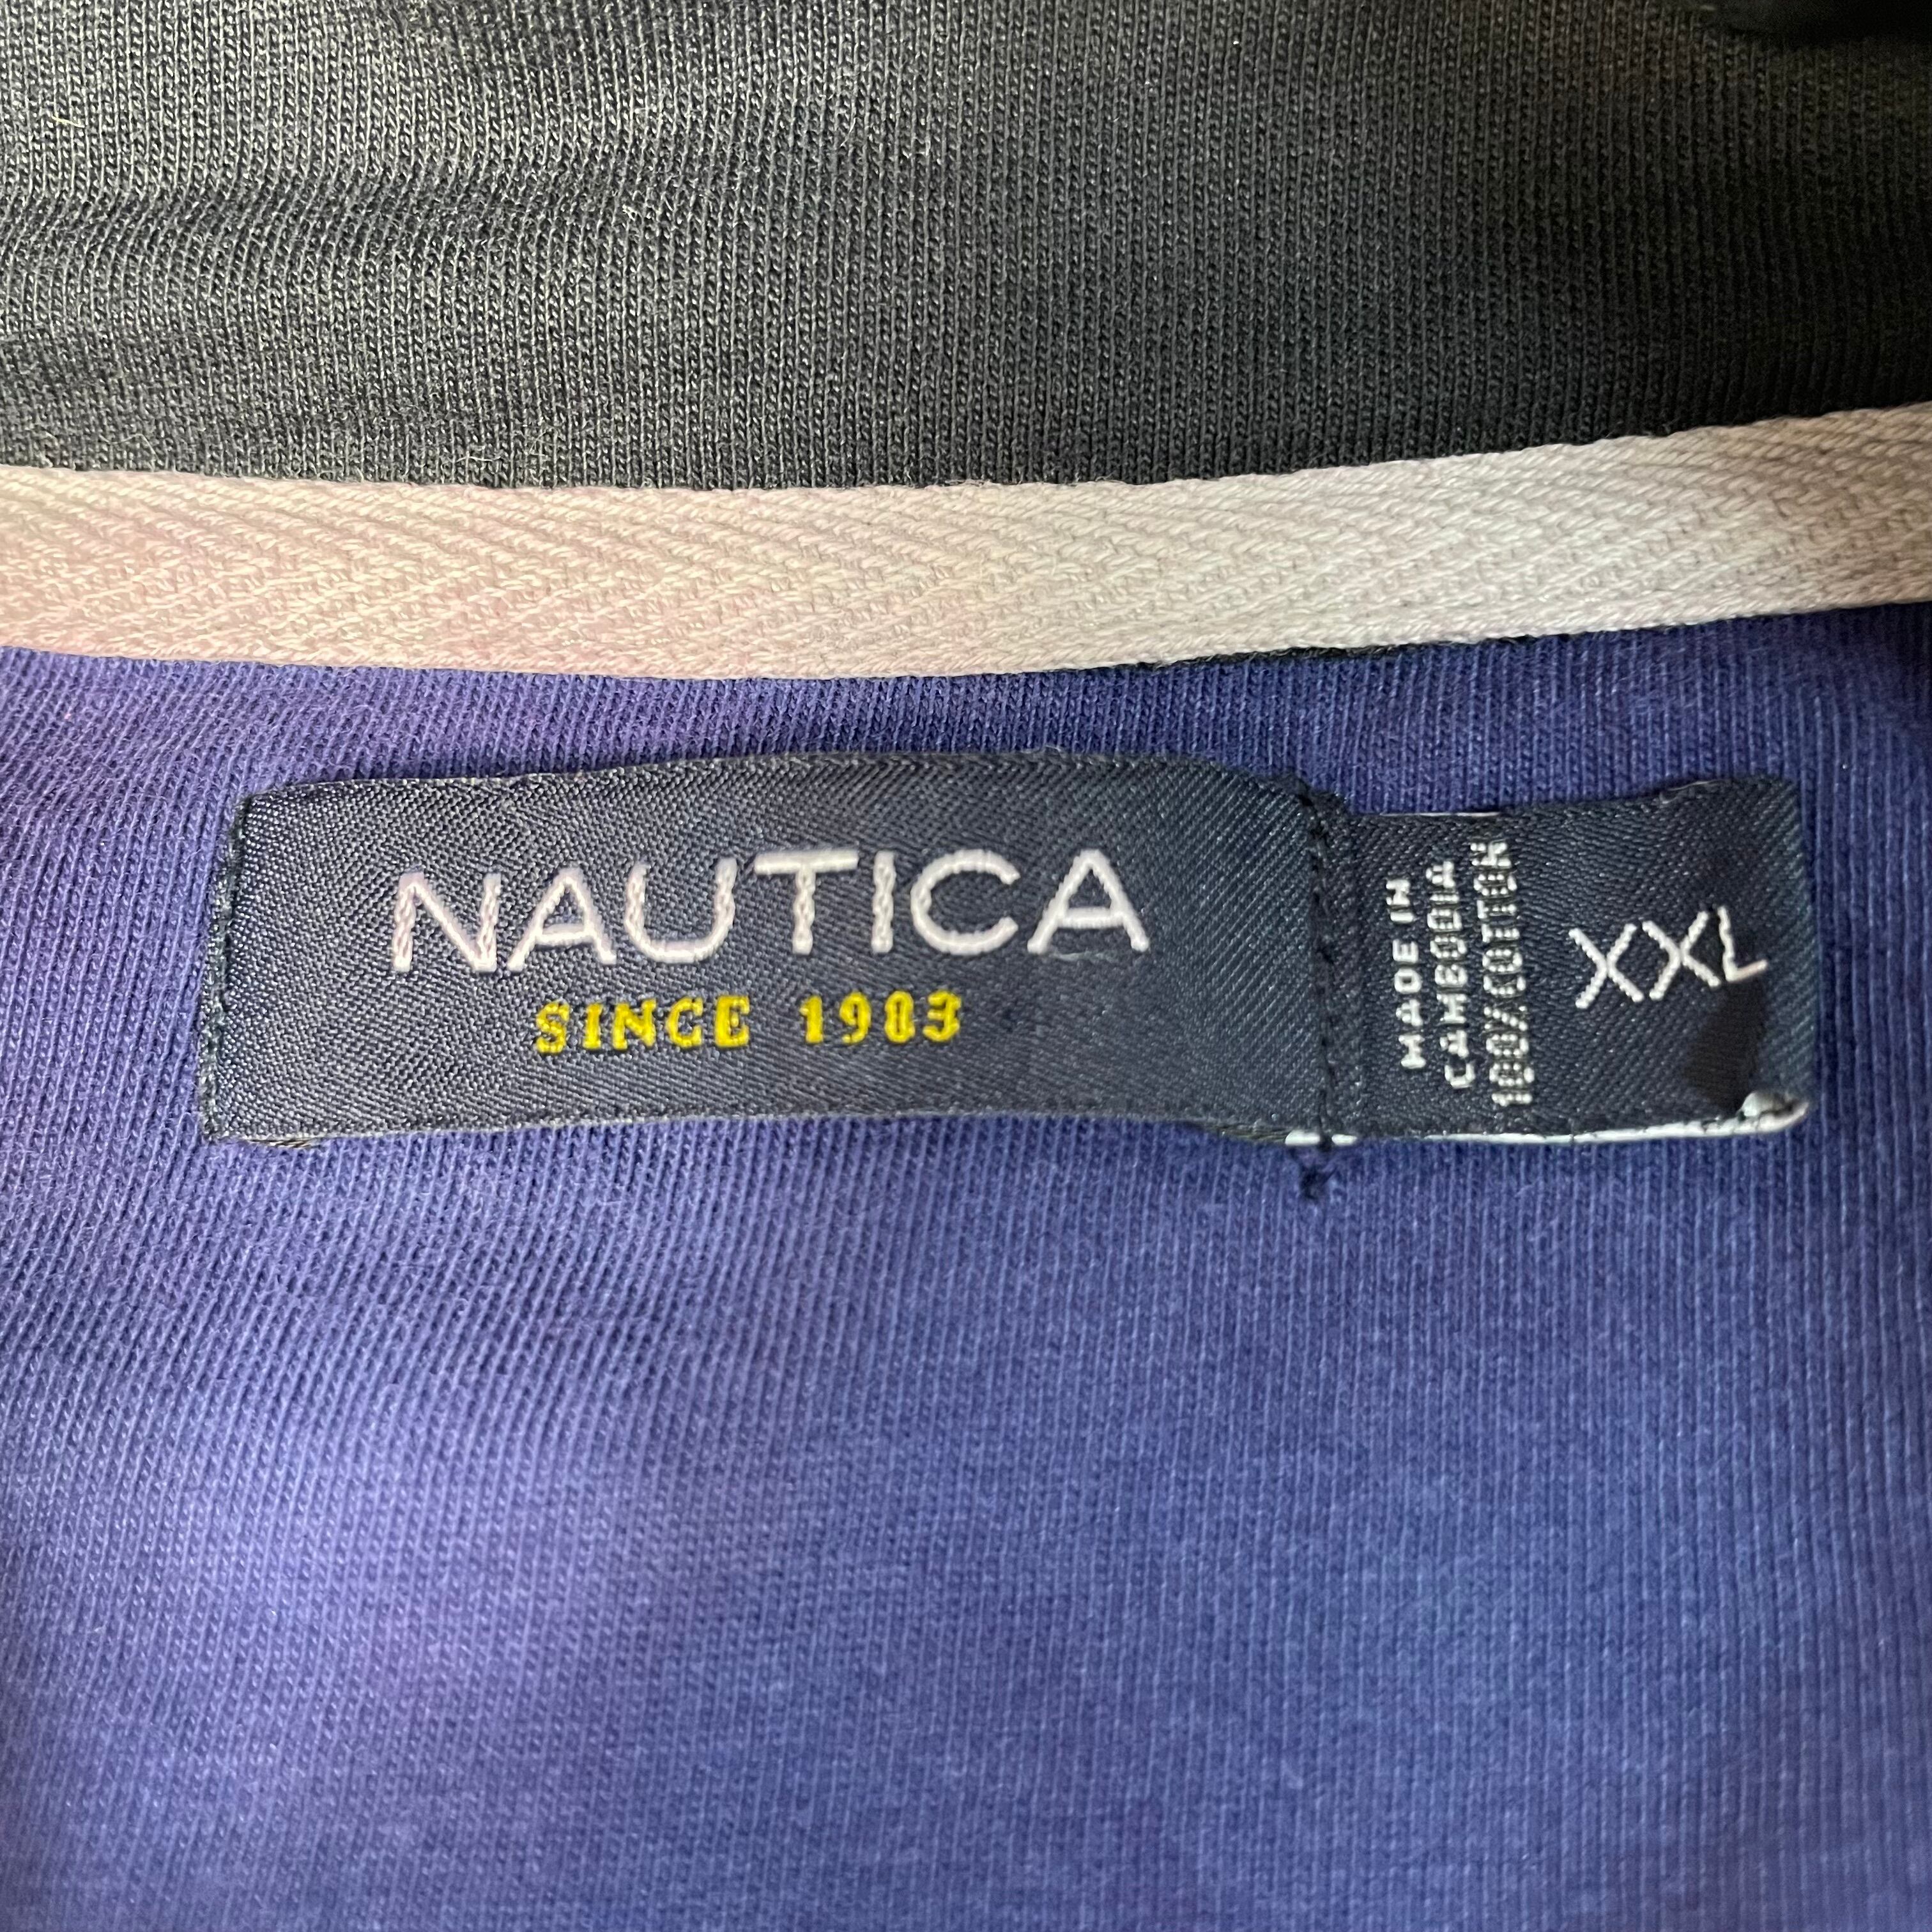 NAUTICA
SINCE 1983
MADE IN
CAMBODIA
100%COTTON
XXL